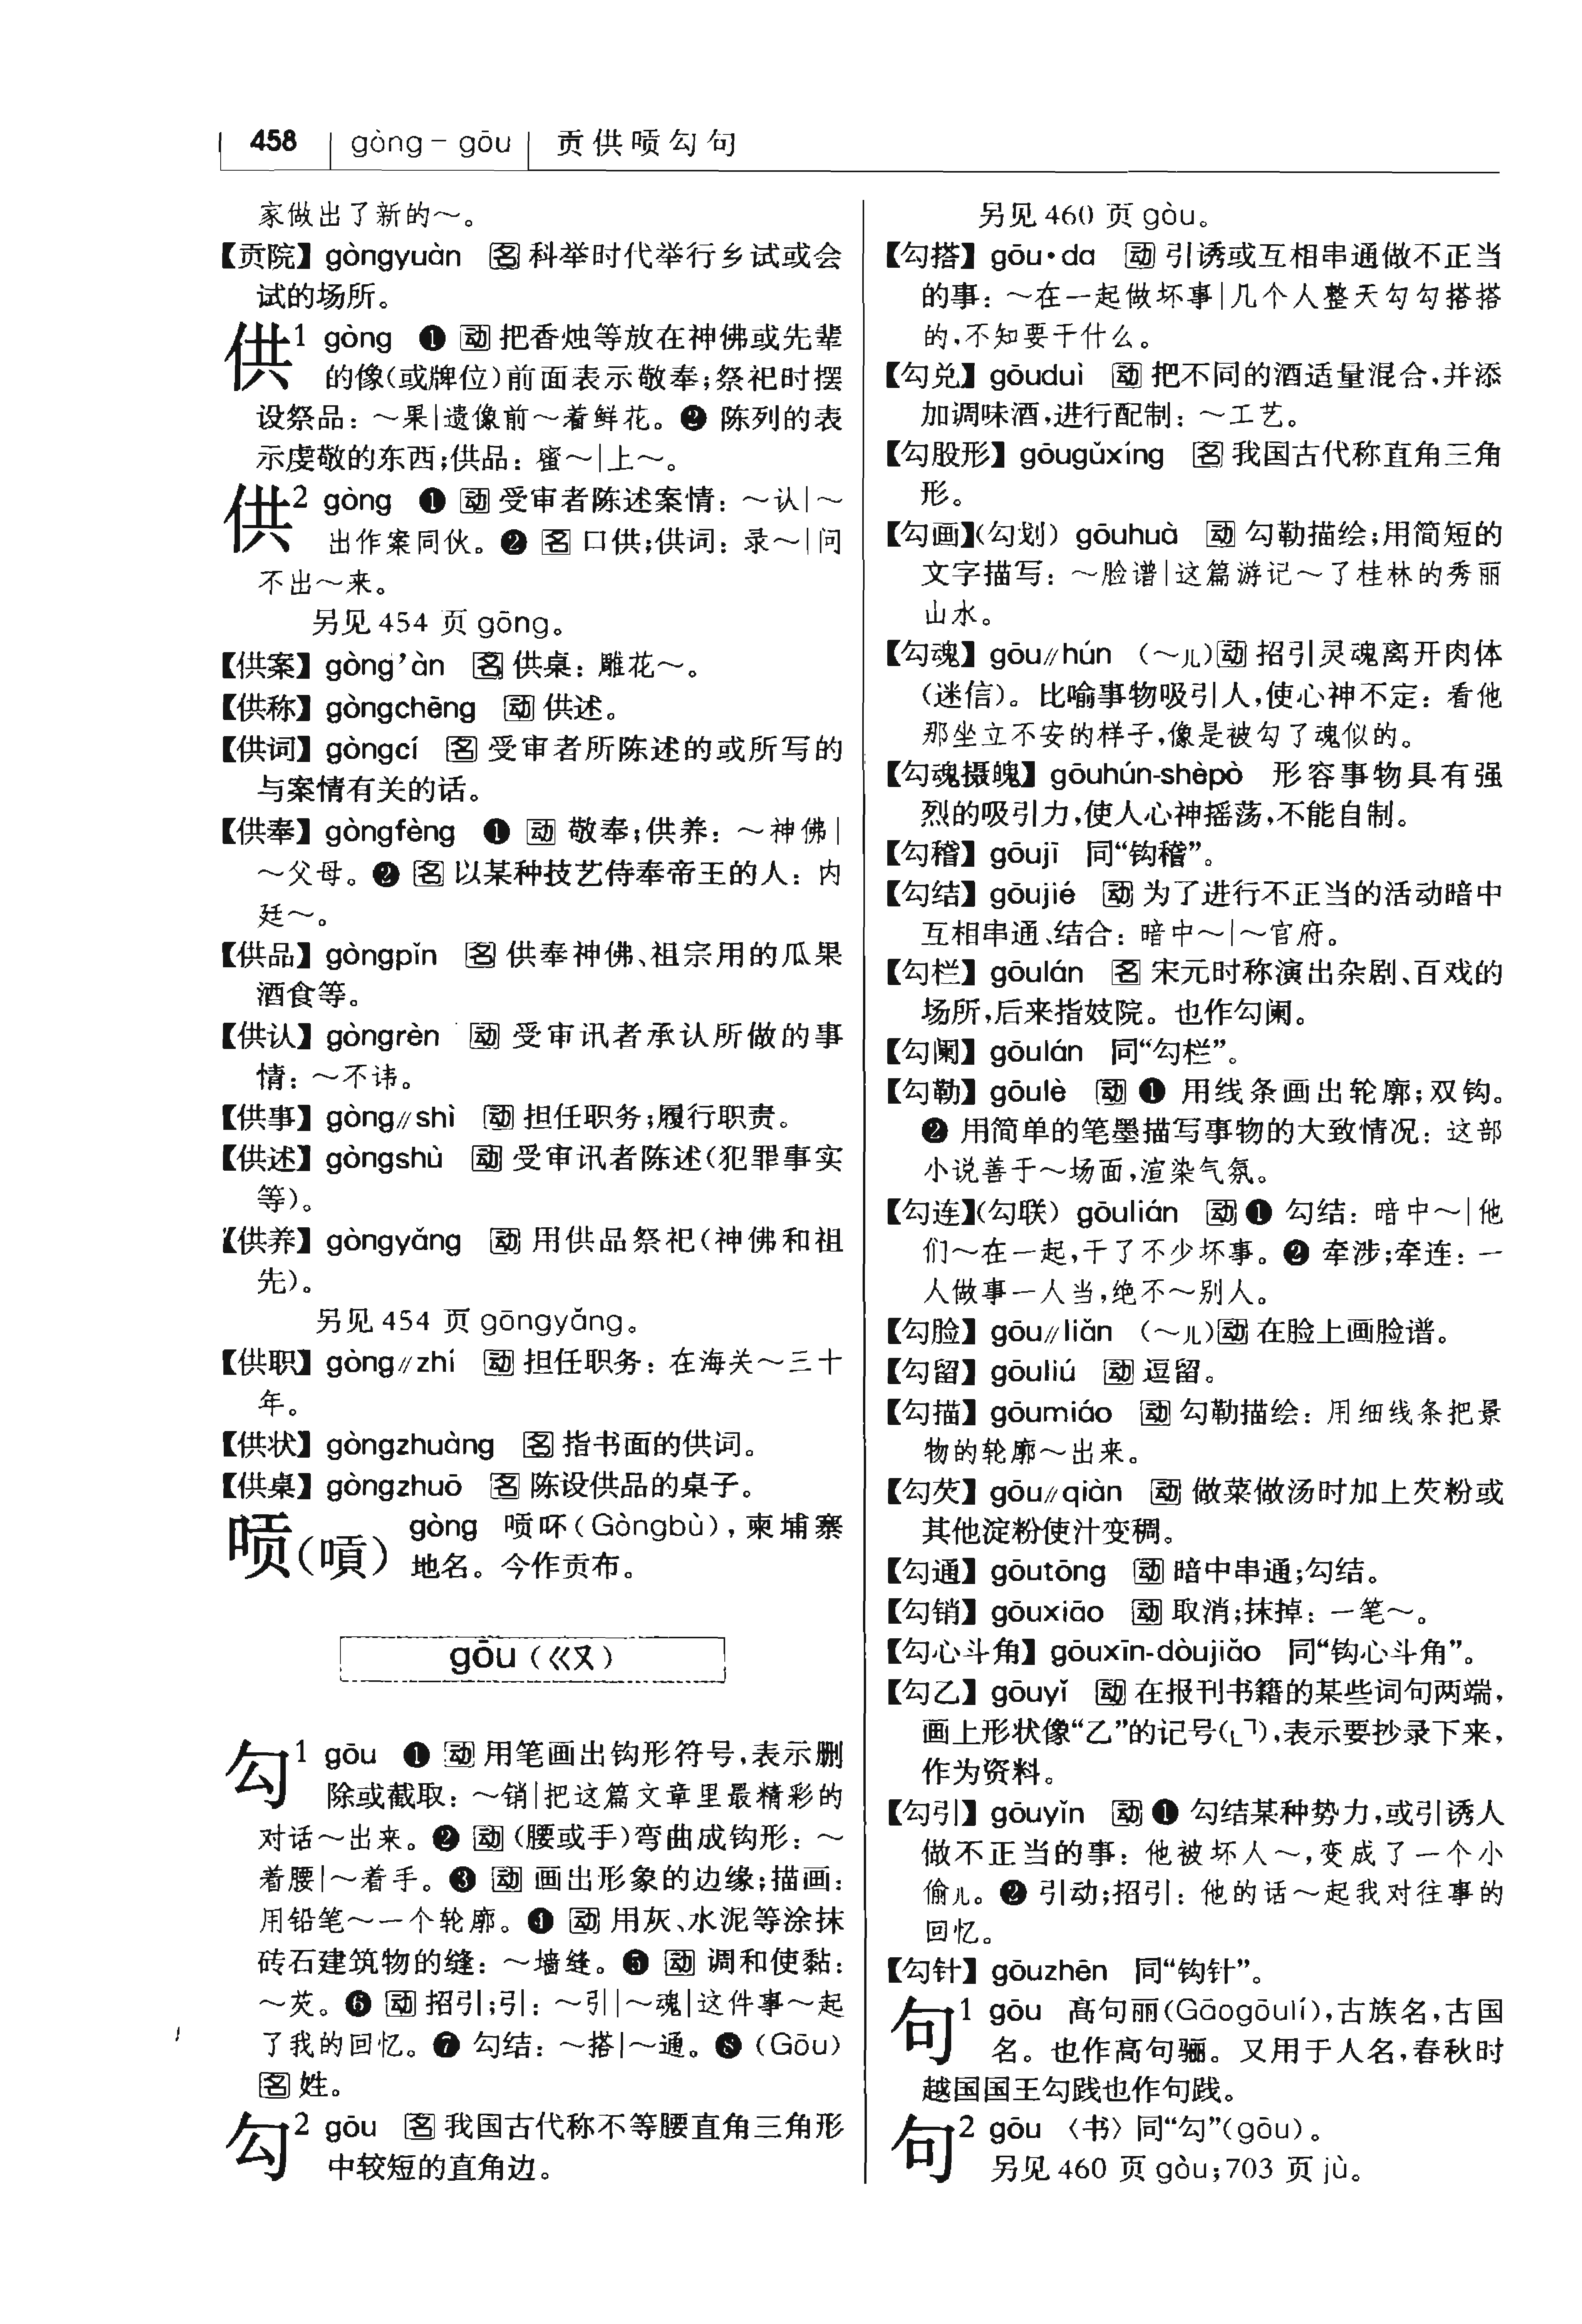 458 gòng－gōu 贡供唝勾句
家做出了新的～。
【贡院】gòngyuàn 名 科举时代举行乡试或会
试的场所。
供1 gòng ❶ 动 把香烛等放在神佛或先辈
的像(或牌位)前面表示敬奉;祭祀时摆
设祭品：～果|遗像前～着鲜花。❷ 陈列的表
示虔敬的东西;供品：蜜～|上～。
供2 gòng ❶ 动 受审者陈述案情：～认|～
出作案同伙。❷ 名 口供;供词：录～|问
不出～来。
另见 454 页 gōng。
【供案】gòng’àn 名 供桌：雕花～。
【供称】gòngchēng 动 供述。
【供词】gòngcí 名 受审者所陈述的或所写的
与案情有关的话。
【供奉】gòngfèng ❶ 动 敬奉;供养：～神佛|
～父母。❷ 名 以某种技艺侍奉帝王的人：内
廷～。
【供品】gòngpǐn 名 供奉神佛、祖宗用的瓜果
酒食等。
【供认】gòngrèn 动 受审讯者承认所做的事
情：～不讳。
【供事】gòng∥shì 动 担任职务;履行职责。
【供述】gòngshù 动 受审讯者陈述(犯罪事实
等)。
【供养】gòngyǎng 动 用供品祭祀(神佛和祖
先)。
另见 454 页 gōngyǎng。
【供职】gòng∥zhí 动 担任职务：在海关～三十
年。
【供状】gòngzhuàng 名 指书面的供词。
【供桌】gòngzhuō 名 陈设供品的桌子。
唝(嗊) gòng 唝吥(Gòngbù)，柬埔寨
地名。今作贡布。
gōu（ㄍㄡ）
勾1 gōu ❶ 动 用笔画出钩形符号，表示删
除或截取：～销|把这篇文章里最精彩的
对话～出来。❷ 动 (腰或手)弯曲成钩形：～
着腰|～着手。❸ 动 画出形象的边缘;描画：
用铅笔～一个轮廓。❹ 动 用灰、水泥等涂抹
砖石建筑物的缝：～墙缝。❺ 动 调和使黏：
～芡。❻ 动 招引;引：～引|～魂|这件事～起
了我的回忆。❼ 勾结：～搭|～通。❽ (Gōu)
名 姓。
勾2 gōu 名 我国古代称不等腰直角三角形
中较短的直角边。
另见 460 页 gòu。
【勾搭】gōu·da 动 引诱或互相串通做不正当
的事：～在一起做坏事|几个人整天勾勾搭搭
的，不知要干什么。
【勾兑】gōuduì 动 把不同的酒适量混合，并添
加调味酒，进行配制：～工艺。
【勾股形】gōugǔxíng 名 我国古代称直角三角
形。
【勾画】(勾划) gōuhuà 动 勾勒描绘;用简短的
文字描写：～脸谱|这篇游记～了桂林的秀丽
山水。
【勾魂】gōu∥hún （～儿）动 招引灵魂离开肉体
(迷信)。比喻事物吸引人，使心神不定：看他
那坐立不安的样子，像是被勾了魂似的。
【勾魂摄魄】gōuhún-shèpò 形容事物具有强
烈的吸引力，使人心神摇荡，不能自制。
【勾稽】gōujī 同“钩稽”。
【勾结】gōujié 动 为了进行不正当的活动暗中
互相串通、结合：暗中～|～官府。
【勾栏】gōulán 名 宋元时称演出杂剧、百戏的
场所，后来指妓院。也作勾阑。
【勾阑】gōulán 同“勾栏”。
【勾勒】gōulè 动 ❶ 用线条画出轮廓;双钩。
❷ 用简单的笔墨描写事物的大致情况：这部
小说善于～场面，渲染气氛。
【勾连】(勾联) gōulián 动 ❶ 勾结：暗中～|他
们～在一起，干了不少坏事。❷ 牵涉;牵连：一
人做事一人当，绝不～别人。
【勾脸】gōu∥liǎn （～儿）动 在脸上画脸谱。
【勾留】gōuliú 动 逗留。
【勾描】gōumiáo 动 勾勒描绘：用细线条把景
物的轮廓～出来。
【勾芡】gōu∥qiàn 动 做菜做汤时加上芡粉或
其他淀粉使汁变稠。
【勾通】gōutōng 动 暗中串通;勾结。
【勾销】gōuxiāo 动 取消;抹掉：一笔～。
【勾心斗角】gōuxīn-dòujiǎo 同“钩心斗角”。
【勾乙】gōuyǐ 动 在报刊书籍的某些词句两端，
画上形状像“乙”的记号(㇄㇕)，表示要抄录下来，
作为资料。
【勾引】gōuyǐn 动 ❶ 勾结某种势力，或引诱人
做不正当的事：他被坏人～，变成了一个小
偷儿。❷ 引动;招引：他的话～起我对往事的
回忆。
【勾针】gōuzhēn 同“钩针”。
句1 gōu 高句丽(Gāogōulí)，古族名，古国
名。也作高句骊。又用于人名，春秋时
越国国王勾践也作句践。
句2 gōu 〈书〉同“勾”(gōu)。
另见 460 页 gòu;703 页 jù。